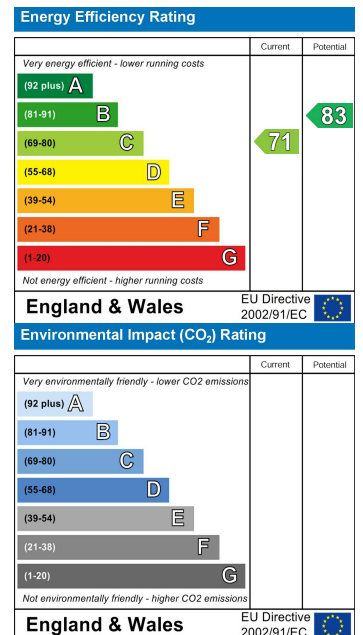 Energy Efficiency Rating
Current Potential
Very energy efficient - lower running costs
(92 plus) A
(81-91) B
83
(69-80) C
71
(55-68) D
(39-54) E
(21-38) F
(1-20) G
Not energy efficient - higher running costs
England & Wales
EU Directive
2002/91/EC
Environmental Impact (CO₂) Rating
Current Potential
Very environmentally friendly - lower CO2 emissions
(92 plus) A
(81-91) B
(69-80) C
(55-68) D
(39-54) E
(21-38) F
(1-20) G
Not environmentally friendly - higher CO2 emissions
England & Wales
EU Directive
2002/91/EC